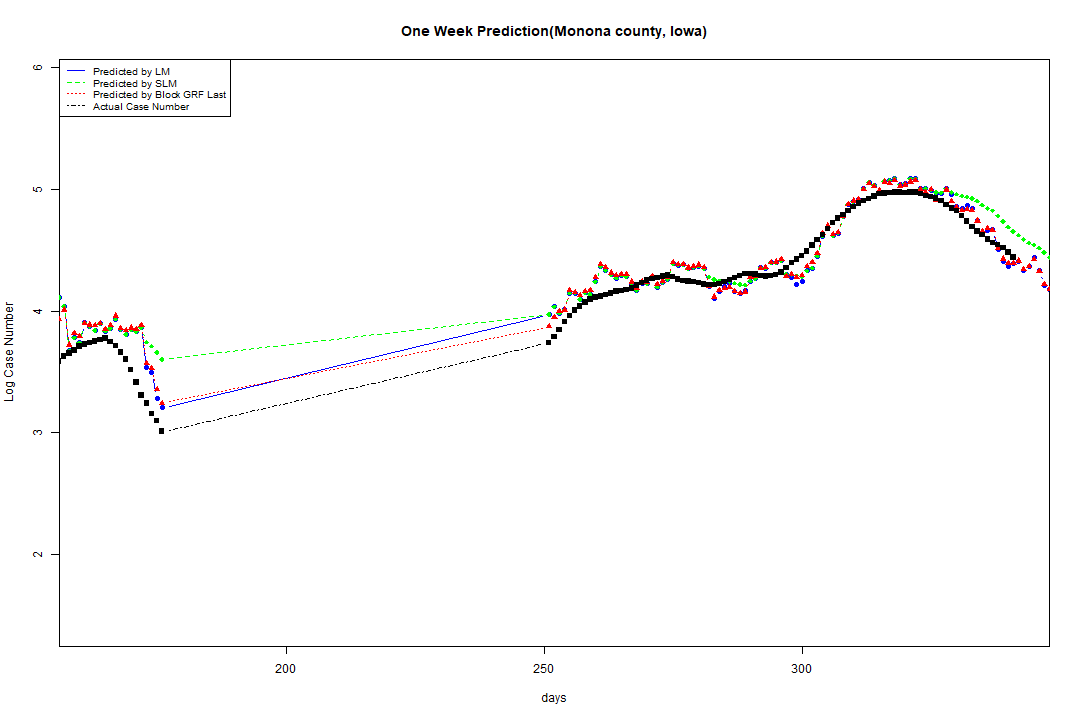 One Week Prediction(Monona county, Iowa)
Predicted by LM
Predicted by SLM
Predicted by Block GRF Last
Actual Case Number
6
5
4
3
2
Log Case Number
200
250
300
days